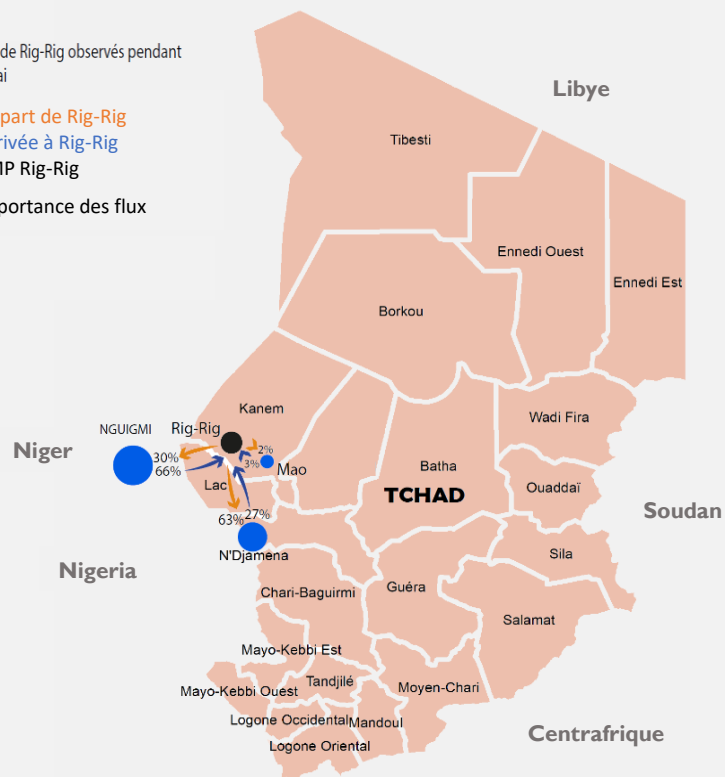 de Rig-Rig observés pendant
ai
part de Rig-Rig
rivée à Rig-Rig
MP Rig-Rig
portance des flux
Libye
Tibesti
Ennedi Ouest
Ennedi Est
Borkou
Kanem
Wadi Fira
NGUIGMI
Rig-Rig
Niger
30%
66%
2%
3%
Mao
Batha
Lac
TCHAD
Ouaddaï
Soudan
63%
27%
N'Djamena
Nigeria
Sila
Chari-Baguirmi
Guéra
Salamat
Mayo-Kebbi Est
Mayo-Kebbi Ouest
Tandjilé
Moyen-Chari
Logone Occidental
Mandoul
Centrafrique
Logone Oriental